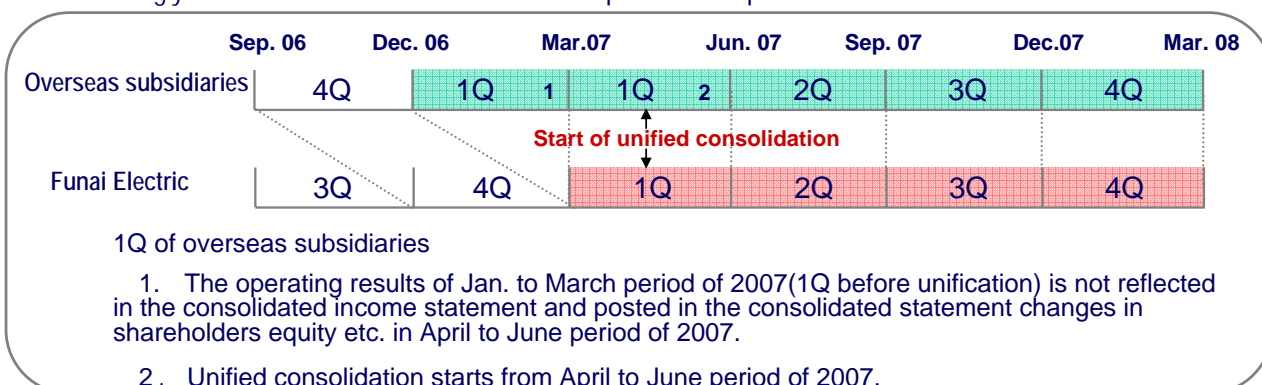 Sep. 06 Dec. 06 Mar.07 Jun. 07 Sep. 07 Dec.07 Mar. 08
Overseas subsidiaries 4Q 1Q 1 1Q 2 2Q 3Q 4Q
Start of unified consolidation
Funai Electric 3Q 4Q 1Q 2Q 3Q 4Q
1Q of overseas subsidiaries
1. The operating results of Jan. to March period of 2007(1Q before unification) is not reflected
in the consolidated income statement and posted in the consolidated statement changes in
shareholders equity etc. in April to June period of 2007.
2. Unified consolidation starts from April to June period of 2007.